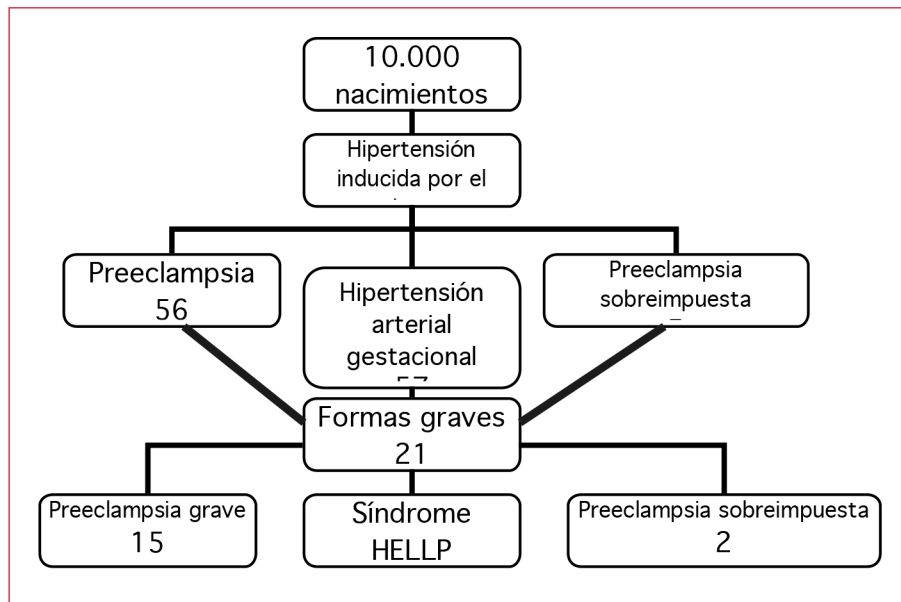 10.000
nacimientos
Hipertensión
inducida por el
Preeclampsia
56
Hipertensión
arterial
gestacional
Preeclampsia
sobreimpuesta
Formas graves
21
Preeclampsia grave
15
Síndrome
HELLP
Preeclampsia sobreimpuesta
2